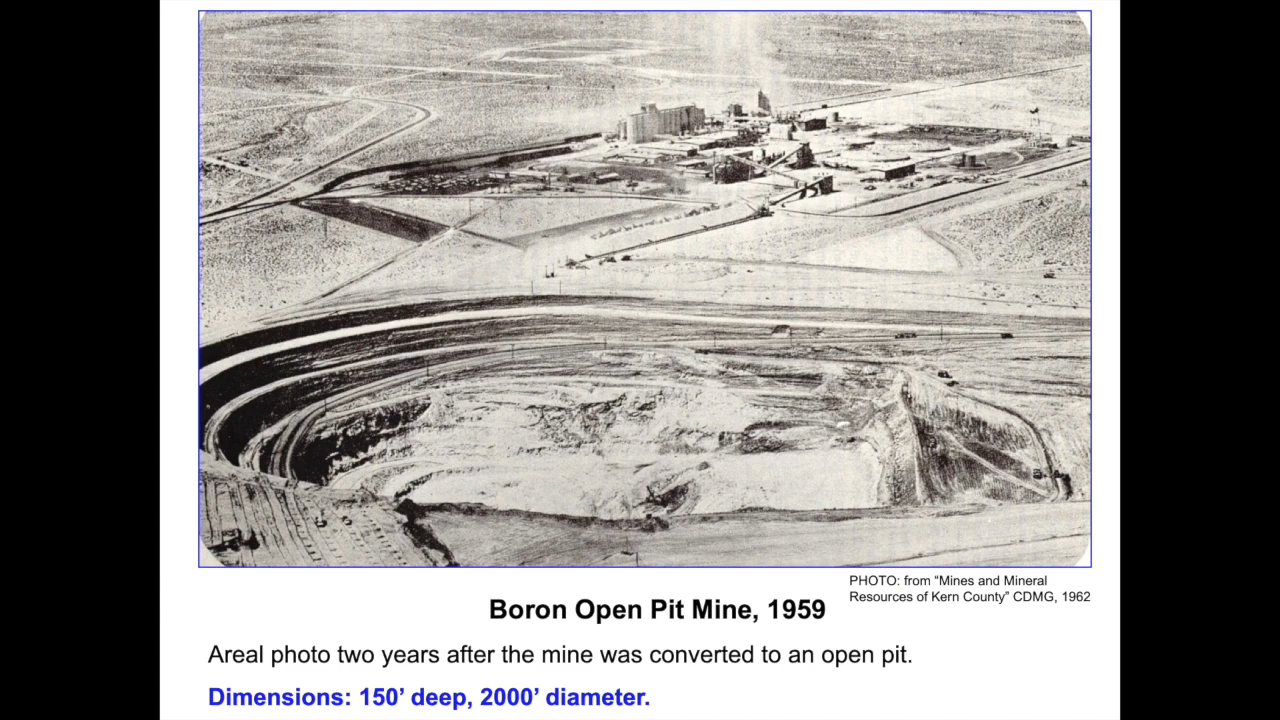 PHOTO: from “Mines and Mineral
Resources of Kern County” CDMG, 1962
Boron Open Pit Mine, 1959
Areal photo two years after the mine was converted to an open pit.
Dimensions: 150’ deep, 2000’ diameter.